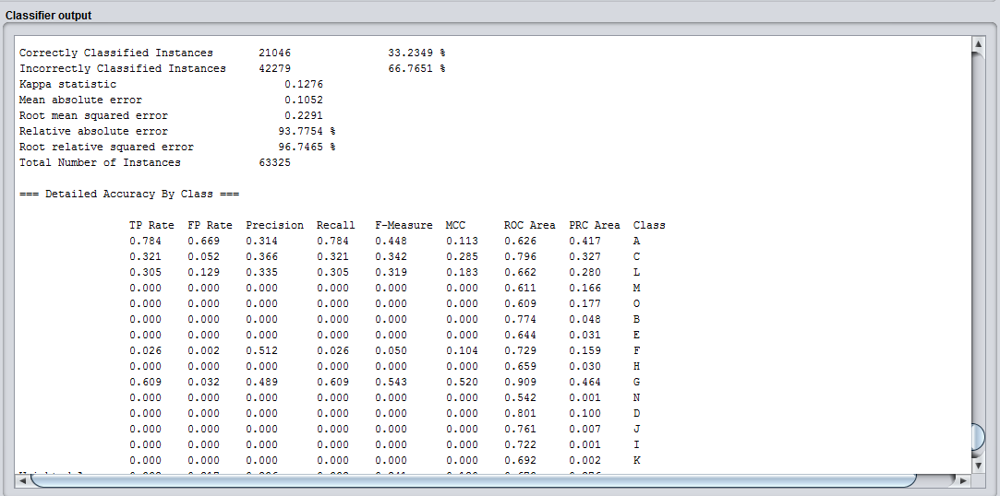 Classifier output
Correctly Classified Instances 21046 33.2349 %
Incorrectly Classified Instances 42279 66.7651 %
Kappa statistic 0.1276
Mean absolute error 0.1052
Root mean squared error 0.2291
Relative absolute error 93.7754 %
Root relative squared error 96.7465 %
Total Number of Instances 63325
=== Detailed Accuracy By Class ===
TP Rate FP Rate Precision Recall F-Measure MCC ROC Area PRC Area Class
0.784 0.669 0.314 0.784 0.448 0.113 0.626 0.417 A
0.321 0.052 0.366 0.321 0.342 0.285 0.796 0.327 C
0.305 0.129 0.335 0.305 0.319 0.183 0.662 0.280 L
0.000 0.000 0.000 0.000 0.000 0.000 0.611 0.166 M
0.000 0.000 0.000 0.000 0.000 0.000 0.609 0.177 O
0.000 0.000 0.000 0.000 0.000 0.000 0.774 0.048 B
0.000 0.000 0.000 0.000 0.000 0.000 0.644 0.031 E
0.026 0.002 0.512 0.026 0.050 0.104 0.729 0.159 F
0.000 0.000 0.000 0.000 0.000 0.000 0.659 0.030 H
0.609 0.032 0.489 0.609 0.543 0.520 0.909 0.464 G
0.000 0.000 0.000 0.000 0.000 0.000 0.542 0.001 N
0.000 0.000 0.000 0.000 0.000 0.000 0.801 0.100 D
0.000 0.000 0.000 0.000 0.000 0.000 0.761 0.007 J
0.000 0.000 0.000 0.000 0.000 0.000 0.722 0.001 I
0.000 0.000 0.000 0.000 0.000 0.000 0.692 0.002 K